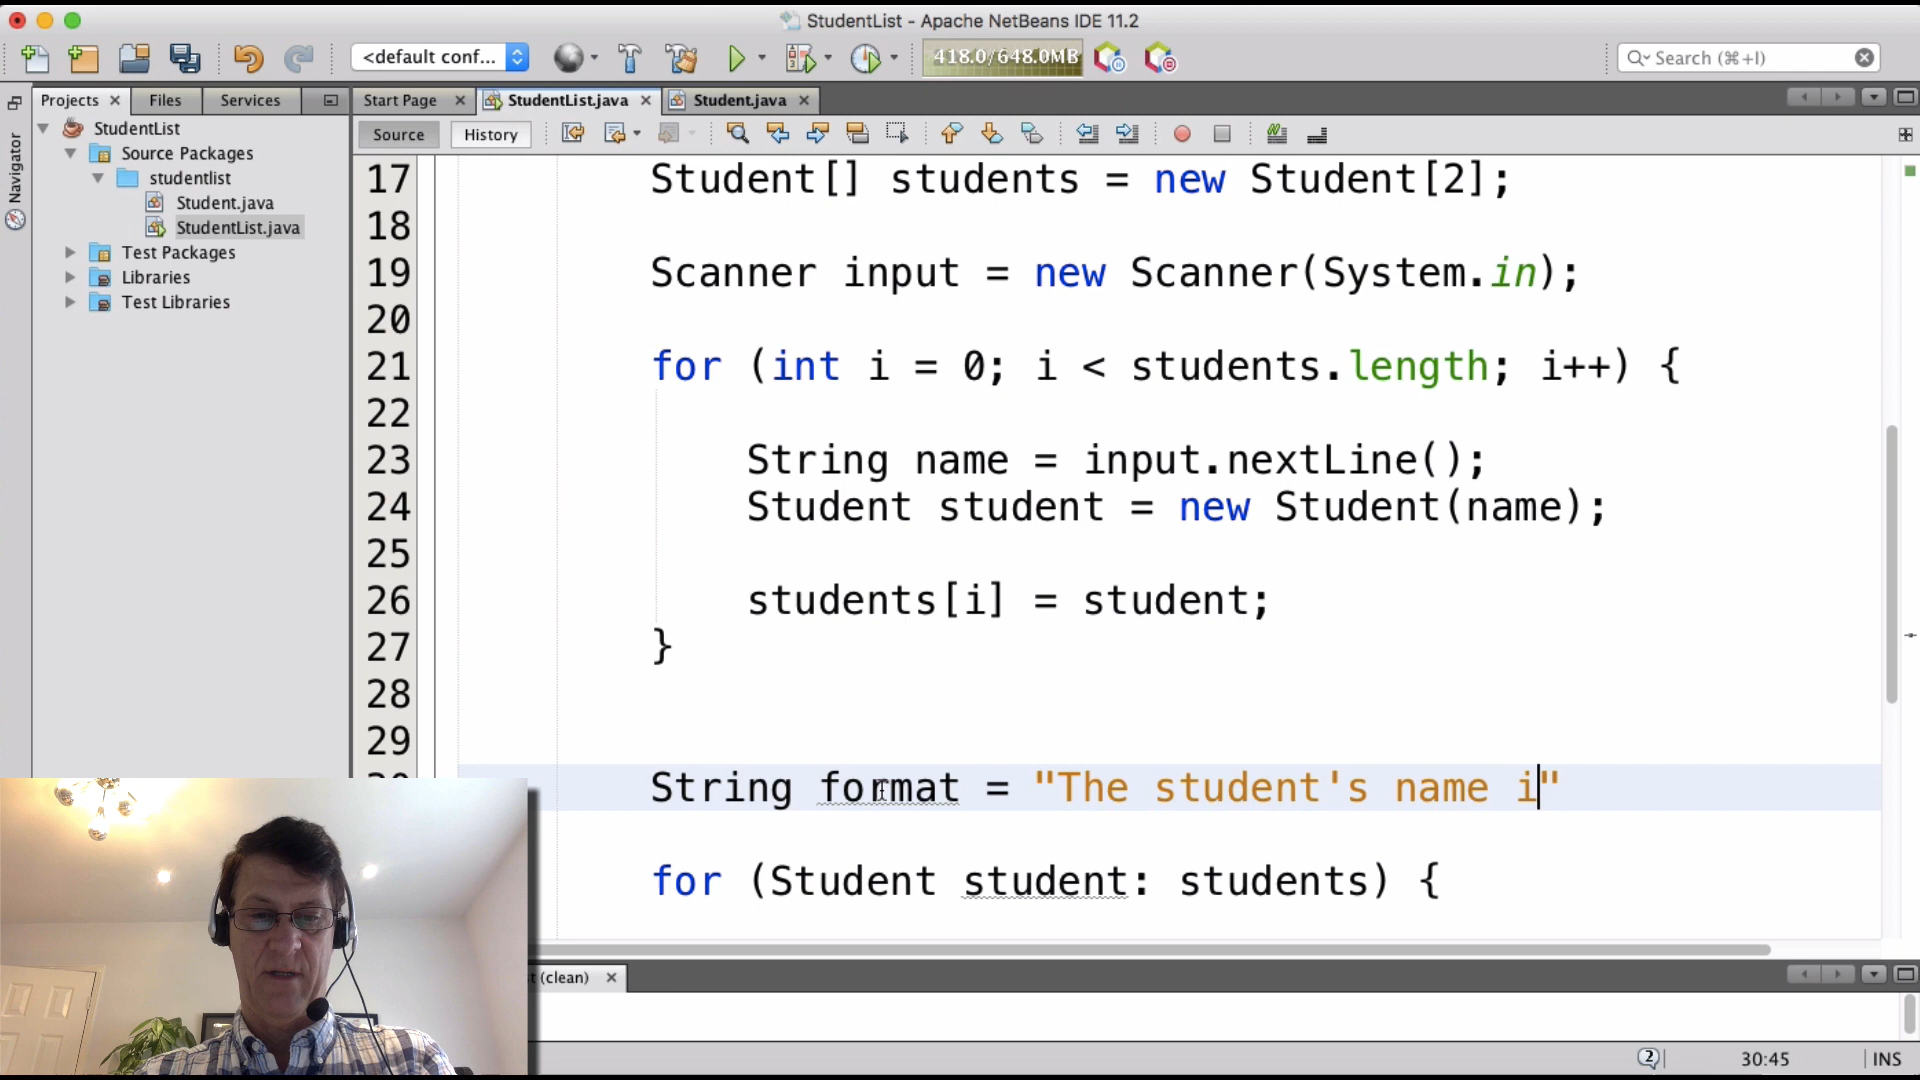 StudentList - Apache NetBeans IDE 11.2
<default conf...
418.0/648.0MB
Search (⌘+I)
Projects
Files
Services
Start Page
StudentList.java
Student.java
Source
History
Navigator
StudentList
Source Packages
studentlist
Student.java
StudentList.java
Test Packages
Libraries
Test Libraries
17 Student[] students = new Student[2];
18
19 Scanner input = new Scanner(System.in);
20
21 for (int i = 0; i < students.length; i++) {
22
23 String name = input.nextLine();
24 Student student = new Student(name);
25
26 students[i] = student;
27 }
28
29
String format = "The student's name i"
for (Student student: students) {
(clean)
2
30:45
INS